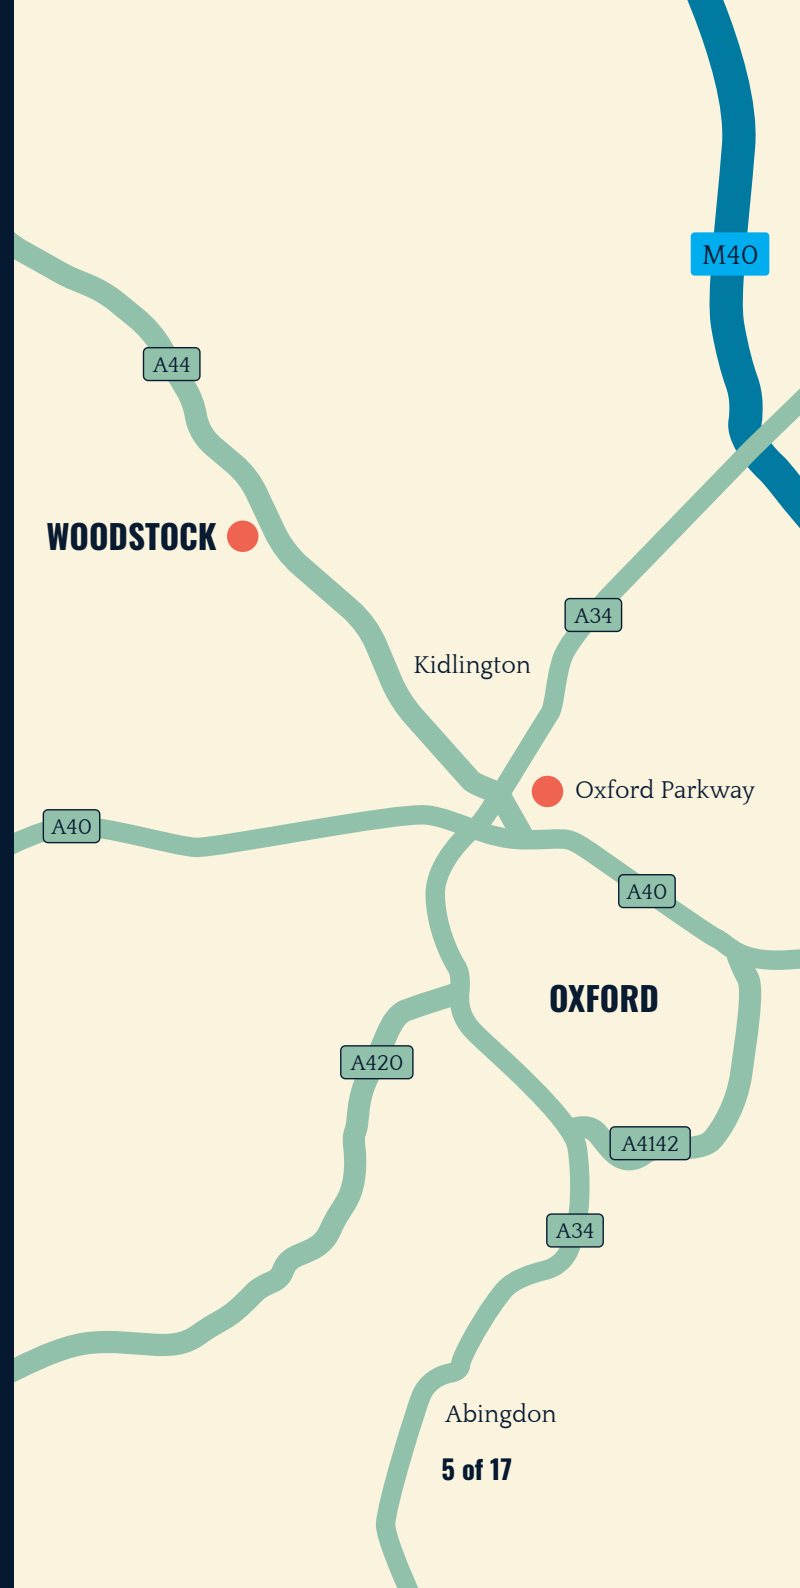 M40
A44
WOODSTOCK
A34
Kidlington
Oxford Parkway
A40
A40
OXFORD
A420
A4142
A34
Abingdon
5 of 17